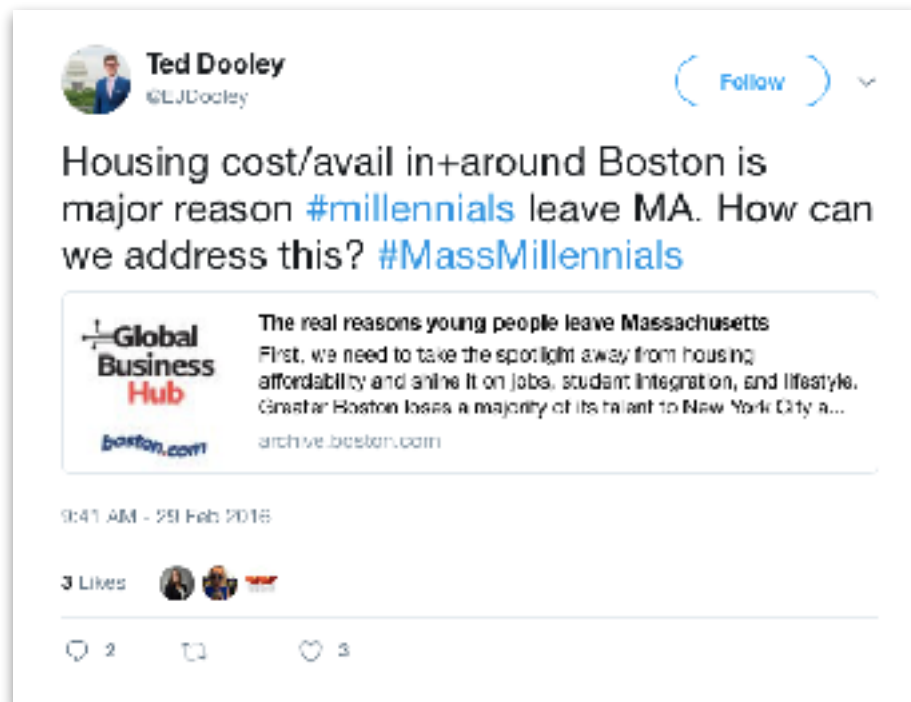 Ted Dooley
@EJDooley
Follow
Housing cost/avail in+around Boston is
major reason #millennials leave MA. How can
we address this? #MassMillennials
Global
Business
Hub
boston.com
The real reasons young people leave Massachusetts
First, we need to take the spotlight away from housing
affordability and shine it on jobs, student integration, and lifestyle.
Greater Boston loses a majority of its talent to New York City a...
archive.boston.com
9:41 AM - 29 Feb 2016
3 Likes
2
3